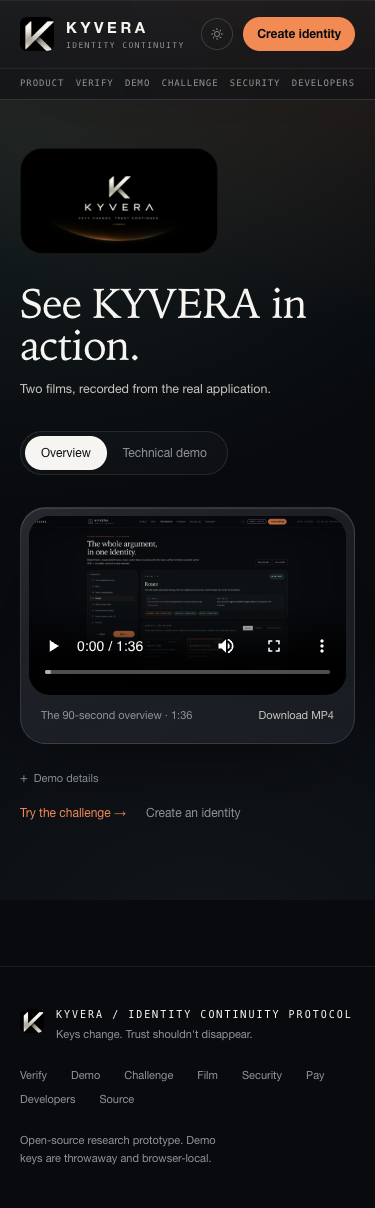 KYVERA
IDENTITY CONTINUITY
Create identity
PRODUCT VERIFY DEMO CHALLENGE SECURITY DEVELOPERS
KYVERA
KEYS CHANGE. TRUST CONTINUES.
See KYVERA in
action.
Two films, recorded from the real application.
Overview Technical demo
The whole argument,
in one identity.
0:00 / 1:36
The 90-second overview · 1:36 Download MP4
+ Demo details
Try the challenge → Create an identity
KYVERA / IDENTITY CONTINUITY PROTOCOL
Keys change. Trust shouldn't disappear.
Verify Demo Challenge Film Security Pay
Developers Source
Open-source research prototype. Demo
keys are throwaway and browser-local.